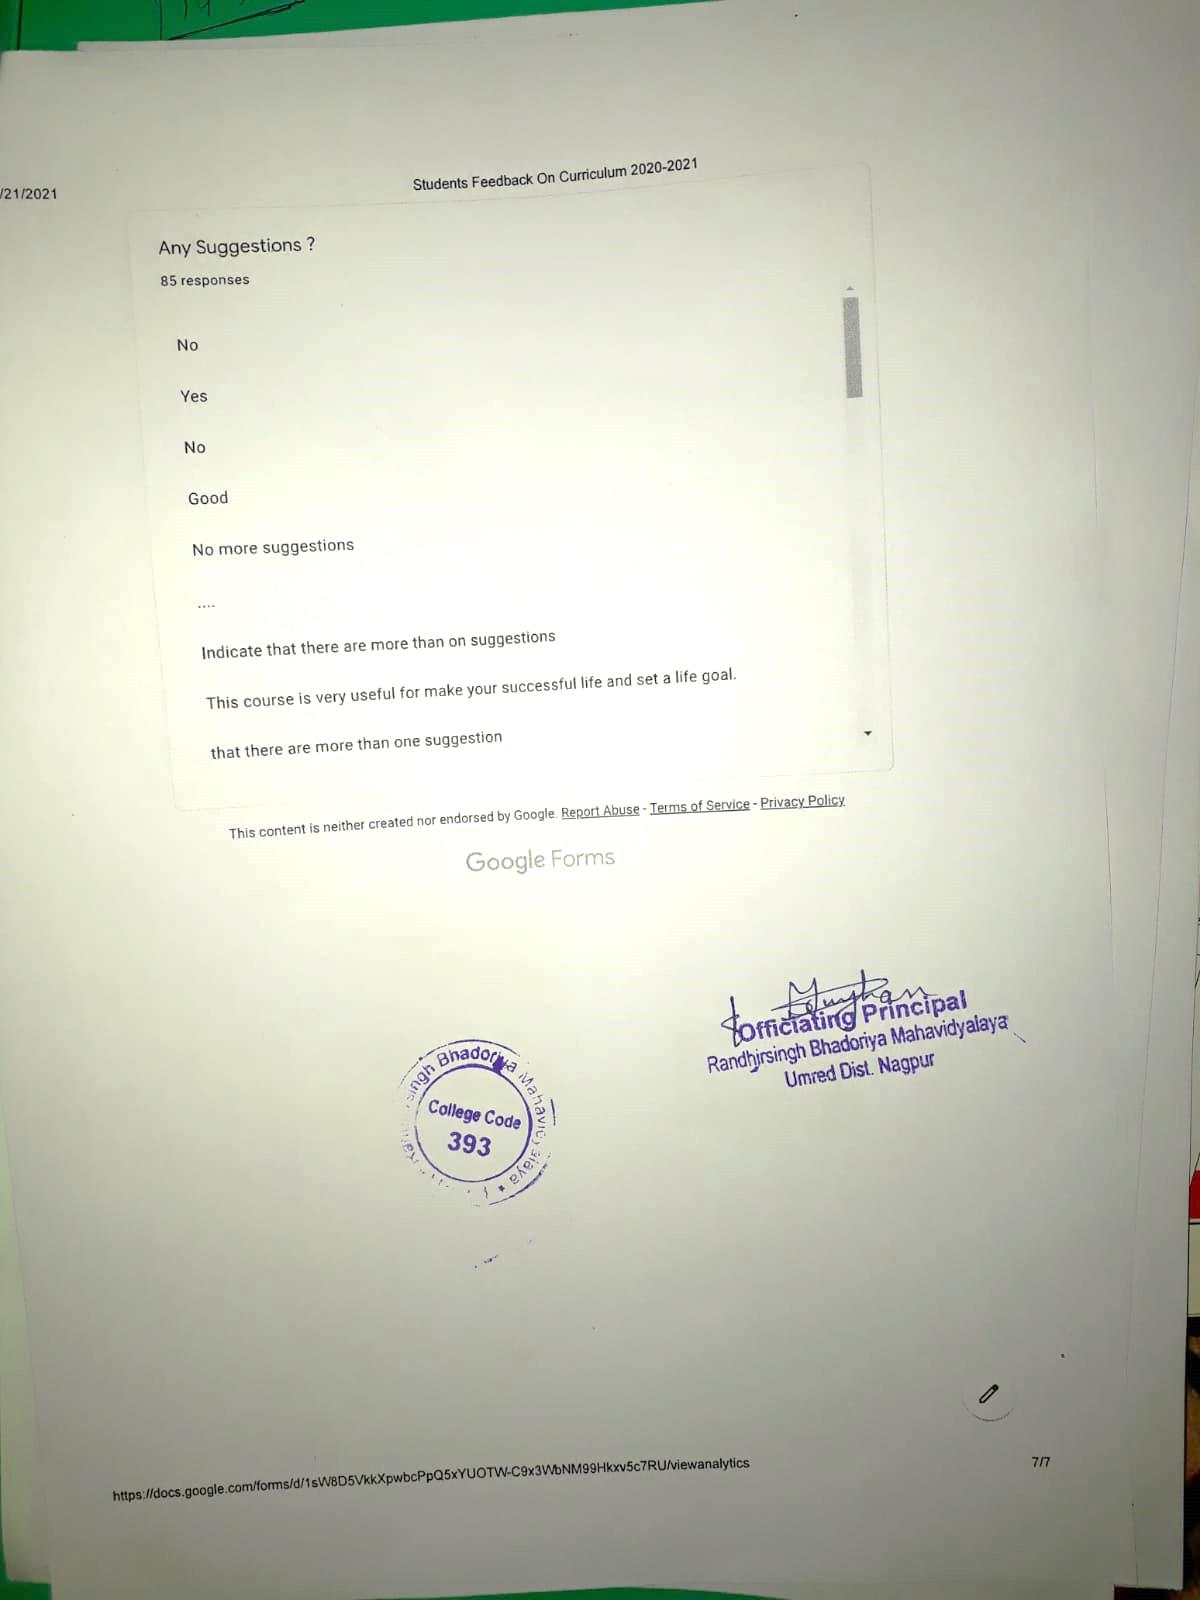 /21/2021
Students Feedback On Curriculum 2020-2021
Any Suggestions ?
85 responses
No
Yes
No
Good
No more suggestions
....
Indicate that there are more than on suggestions
This course is very useful for make your successful life and set a life goal.
that there are more than one suggestion
This content is neither created nor endorsed by Google. Report Abuse - Terms of Service - Privacy Policy
Google Forms
Officiating Principal
Randhirsingh Bhadoriya Mahavidyalaya
Umred Dist. Nagpur
singh Bhadoriya Mahavidyalaya
College Code
393
https://docs.google.com/forms/d/1sW8D5VkkXpwbcPpQ5xYUOTW-C9x3WbNM99Hkxv5c7RU/viewanalytics
7/7